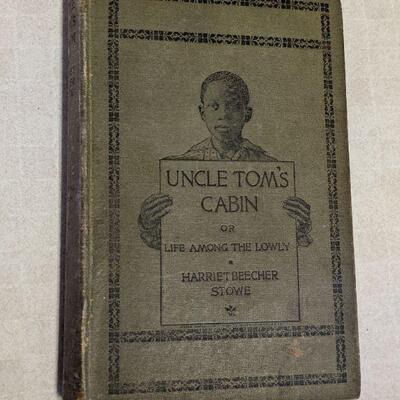 UNCLE TOM'S
CABIN
OR
LIFE AMONG THE LOWLY
HARRIET BEECHER
STOWE